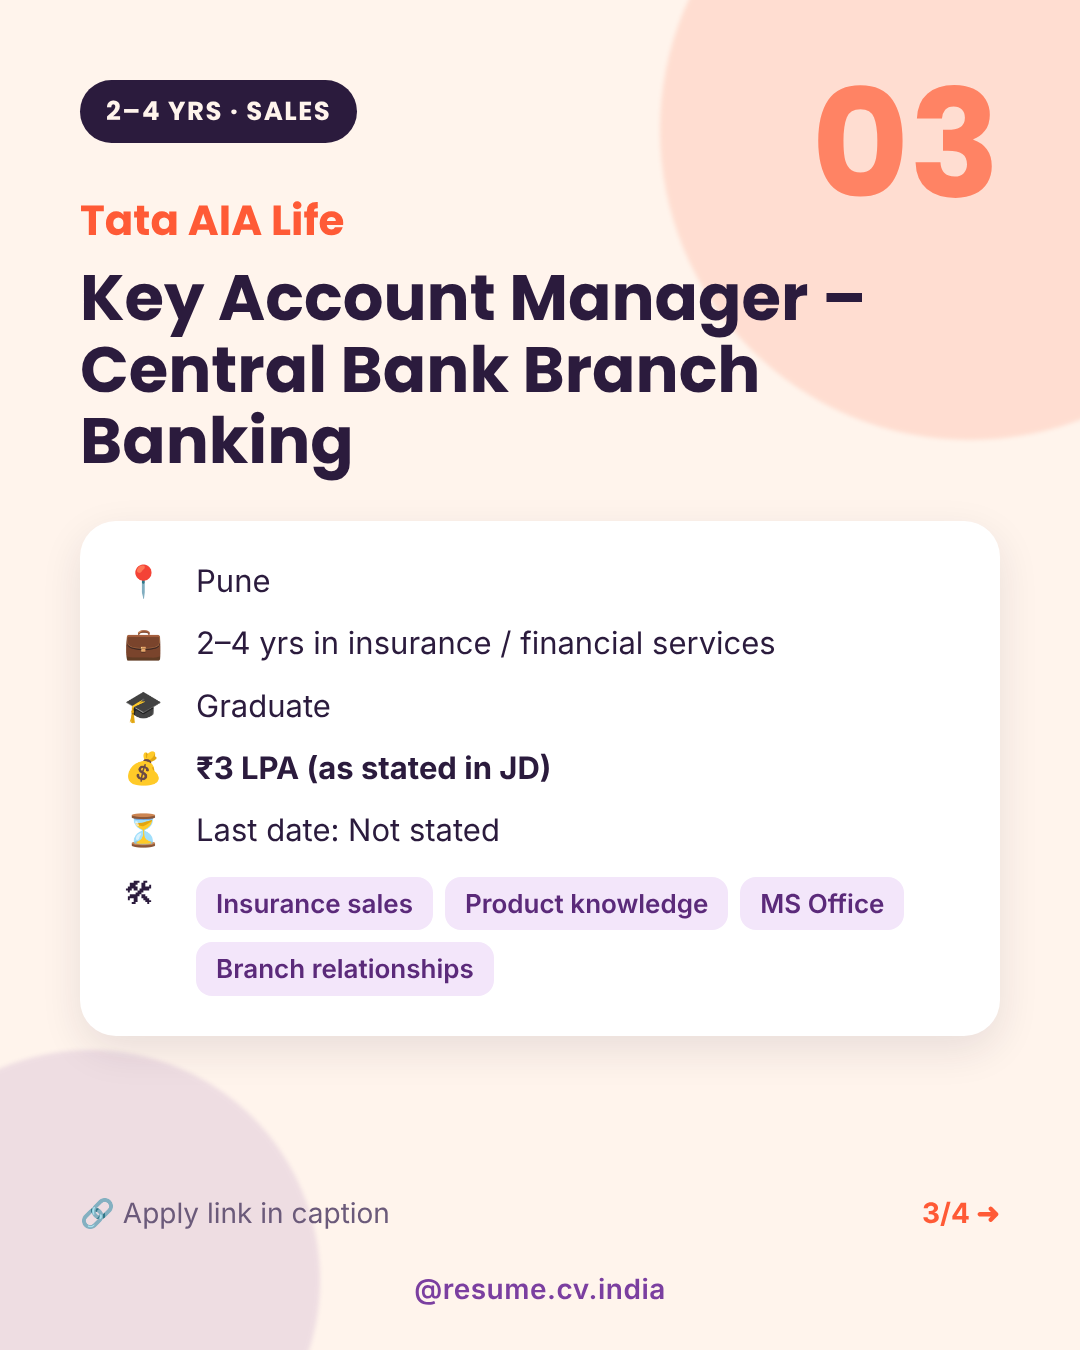 2–4 YRS · SALES
03
Tata AIA Life
Key Account Manager –
Central Bank Branch
Banking
📍 Pune
💼 2–4 yrs in insurance / financial services
🎓 Graduate
💰 ₹3 LPA (as stated in JD)
⏳ Last date: Not stated
🛠 Insurance sales Product knowledge MS Office
Branch relationships
🔗 Apply link in caption
3/4 ➜
@resume.cv.india